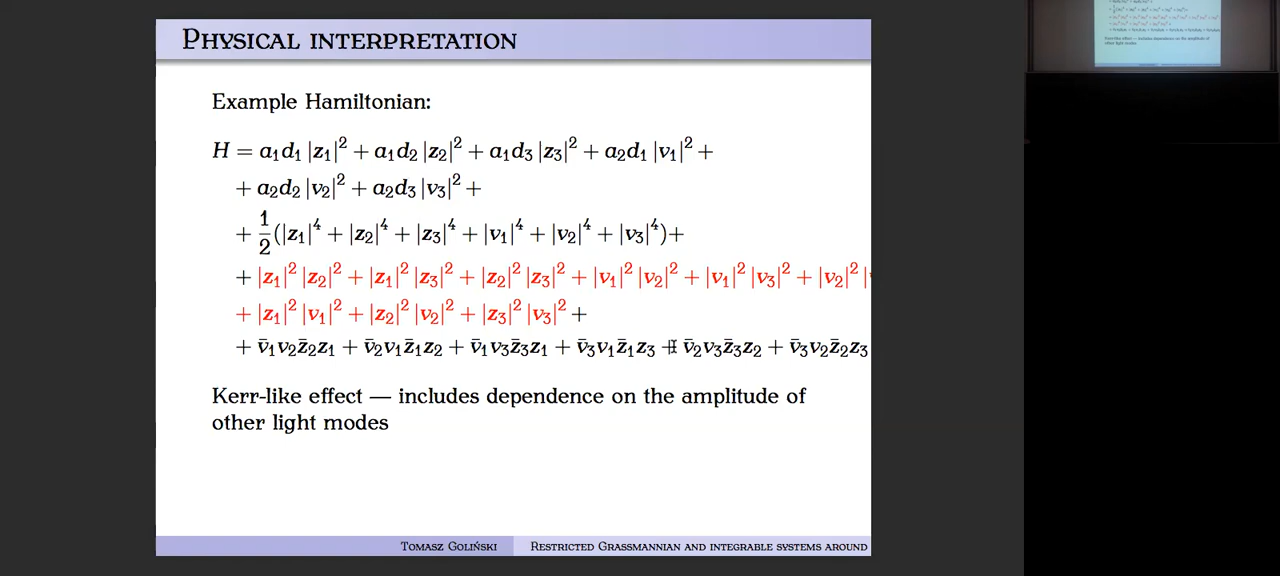 PHYSICAL INTERPRETATION
Example Hamiltonian:
H = a₁d₁ |z₁|² + a₁d₂ |z₂|² + a₁d₃ |z₃|² + a₂d₁ |v₁|² +
+ a₂d₂ |v₂|² + a₂d₃ |v₃|² +
+ 1/2 (|z₁|⁴ + |z₂|⁴ + |z₃|⁴ + |v₁|⁴ + |v₂|⁴ + |v₃|⁴) +
+ |z₁|² |z₂|² + |z₁|² |z₃|² + |z₂|² |z₃|² + |v₁|² |v₂|² + |v₁|² |v₃|² + |v₂|² |
+ |z₁|² |v₁|² + |z₂|² |v₂|² + |z₃|² |v₃|² +
+ v̄₁v₂z̄₂z₁ + v̄₂v₁z̄₁z₂ + v̄₁v₃z̄₃z₁ + v̄₃v₁z̄₁z₃ + v̄₂v₃z̄₃z₂ + v̄₃v₂z̄₂z₃
Kerr-like effect — includes dependence on the amplitude of
other light modes
TOMASZ GOLIŃSKI RESTRICTED GRASSMANNIAN AND INTEGRABLE SYSTEMS AROUND